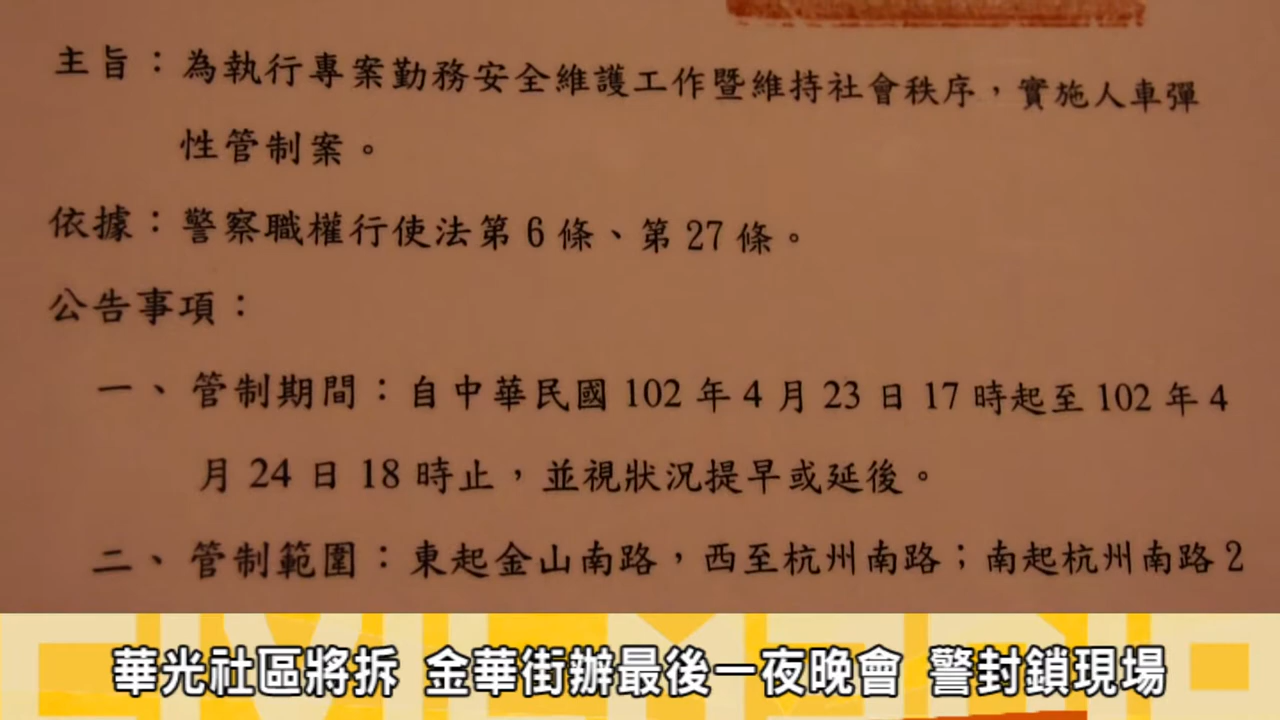 主旨：為執行專案勤務安全維護工作暨維持社會秩序，實施人車彈
性管制案。
依據：警察職權行使法第6條、第27條。
公告事項：
一、管制期間：自中華民國102年4月23日17時起至102年4
月24日18時止，並視狀況提早或延後。
二、管制範圍：東起金山南路，西至杭州南路；南起杭州南路2
華光社區將拆 金華街辦最後一夜晚會 警封鎖現場